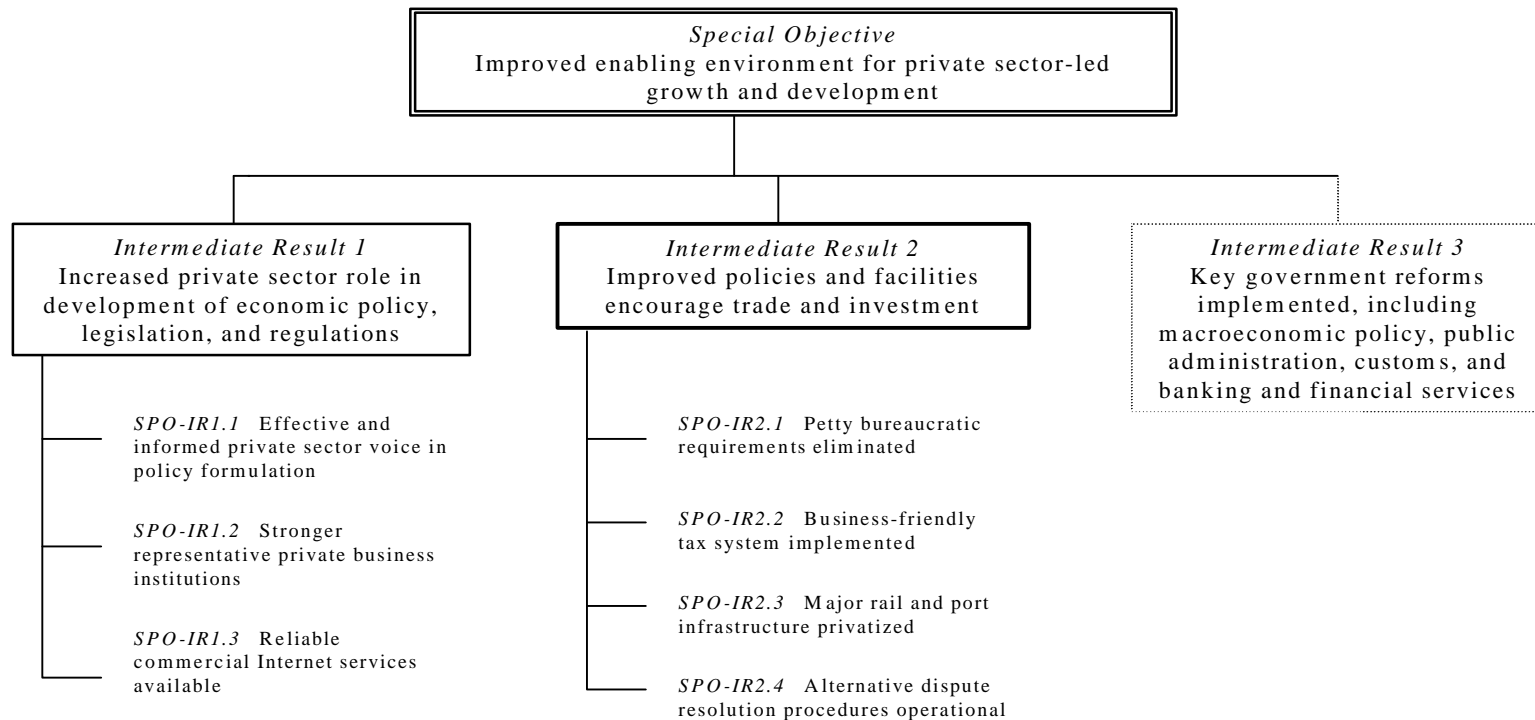 Special Objective
Improved enabling environment for private sector-led
growth and development
Intermediate Result 1
Increased private sector role in
development of economic policy,
legislation, and regulations
SPO-IR1.1 Effective and
informed private sector voice in
policy formulation
SPO-IR1.2 Stronger
representative private business
institutions
SPO-IR1.3 Reliable
commercial Internet services
available
Intermediate Result 2
Improved policies and facilities
encourage trade and investment
SPO-IR2.1 Petty bureaucratic
requirements eliminated
SPO-IR2.2 Business-friendly
tax system implemented
SPO-IR2.3 Major rail and port
infrastructure privatized
SPO-IR2.4 Alternative dispute
resolution procedures operational
Intermediate Result 3
Key government reforms
implemented, including
macroeconomic policy, public
administration, customs, and
banking and financial services